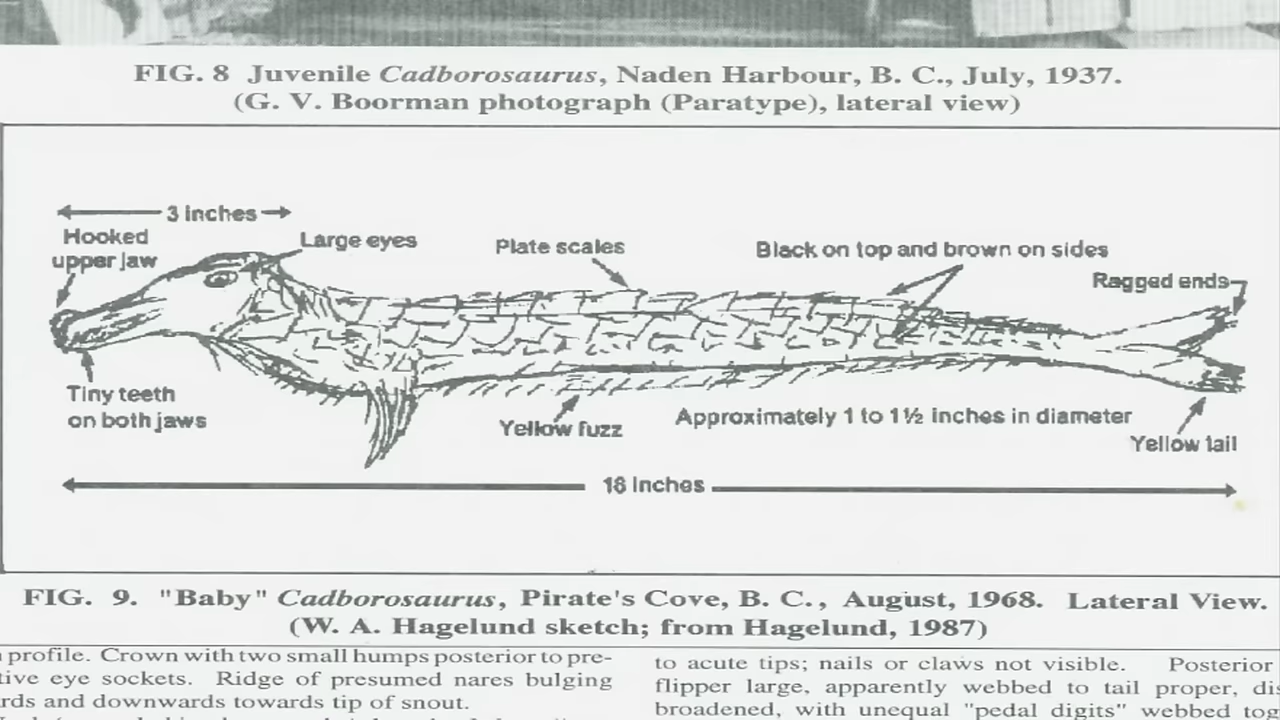 FIG. 8 Juvenile Cadborosaurus, Naden Harbour, B. C., July, 1937.
(G. V. Boorman photograph (Paratype), lateral view)
3 inches
Hooked
upper jaw
Large eyes
Plate scales
Black on top and brown on sides
Ragged ends
Tiny teeth
on both jaws
Yellow fuzz
Approximately 1 to 1½ inches in diameter
Yellow tail
18 inches
FIG. 9. "Baby" Cadborosaurus, Pirate's Cove, B. C., August, 1968. Lateral View.
(W. A. Hagelund sketch; from Hagelund, 1987)
profile. Crown with two small humps posterior to pre-
tive eye sockets. Ridge of presumed nares bulging
rds and downwards towards tip of snout.
to acute tips; nails or claws not visible. Posterior
flipper large, apparently webbed to tail proper, dis
broadened, with unequal "pedal digits" webbed tog